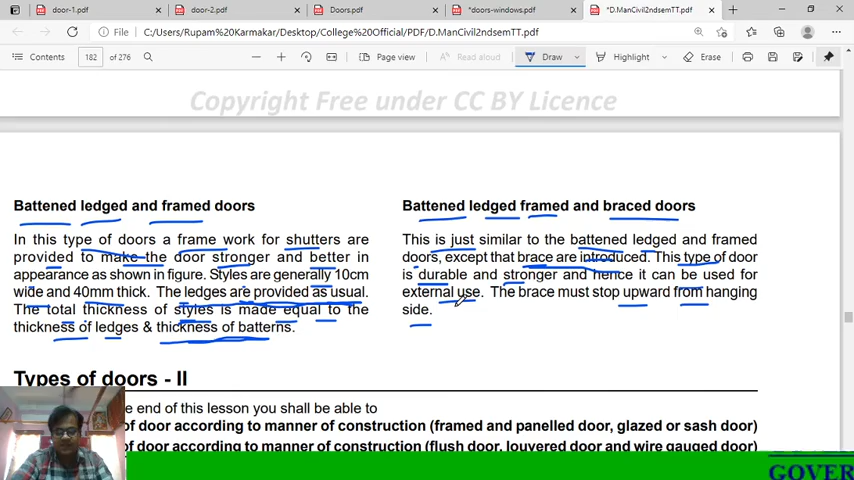 door-1.pdf
door-2.pdf
Doors.pdf
*doors-windows.pdf
*D.ManCivil2ndsemTT.pdf
File
C:/Users/Rupam%20Karmakar/Desktop/College%20Official/PDF/D.ManCivil2ndsemTT.pdf
Contents
182 of 276
Page view
Read aloud
Draw
Highlight
Erase
Copyright Free under CC BY Licence
Battened ledged and framed doors
In this type of doors a frame work for shutters are
provided to make the door stronger and better in
appearance as shown in figure. Styles are generally 10cm
wide and 40mm thick. The ledges are provided as usual.
The total thickness of styles is made equal to the
thickness of ledges & thickness of batterns.
Battened ledged framed and braced doors
This is just similar to the battened ledged and framed
doors, except that brace are introduced. This type of door
is durable and stronger and hence it can be used for
external use. The brace must stop upward from hanging
side.
Types of doors - II
e end of this lesson you shall be able to
of door according to manner of construction (framed and panelled door, glazed or sash door)
of door according to manner of construction (flush door, louvered door and wire gauged door)
GOVER